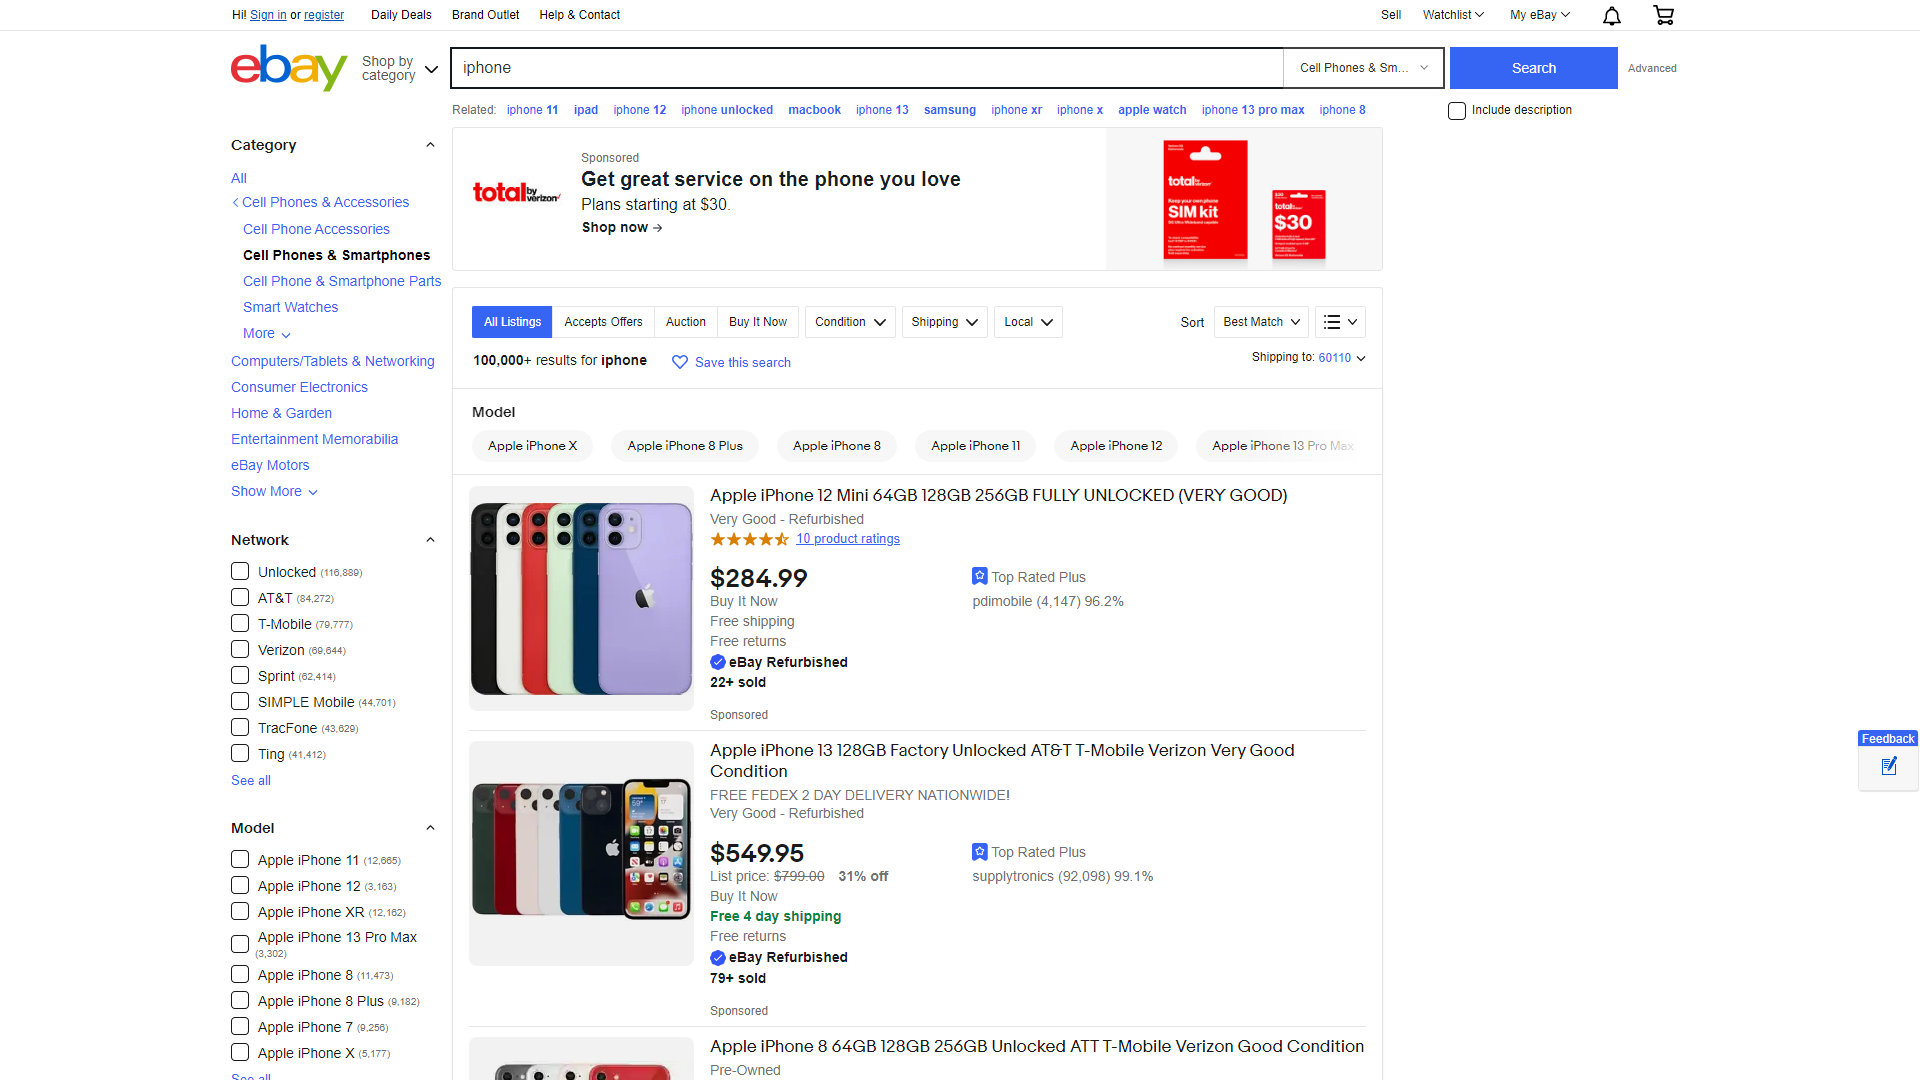 Hi! Sign in or register
Daily Deals
Brand Outlet
Help & Contact
Sell
Watchlist
My eBay
ebay
Shop by category
iphone
Cell Phones & Sm...
Search
Advanced
Related: iphone 11 ipad iphone 12 iphone unlocked macbook iphone 13 samsung iphone xr iphone x apple watch iphone 13 pro max iphone 8
Include description
Category
All
Cell Phones & Accessories
Cell Phone Accessories
Cell Phones & Smartphones
Cell Phone & Smartphone Parts
Smart Watches
More
Computers/Tablets & Networking
Consumer Electronics
Home & Garden
Entertainment Memorabilia
eBay Motors
Show More
Network
Unlocked (116,889)
AT&T (84,272)
T-Mobile (79,777)
Verizon (69,644)
Sprint (62,414)
SIMPLE Mobile (44,701)
TracFone (43,629)
Ting (41,412)
See all
Model
Apple iPhone 11 (12,665)
Apple iPhone 12 (3,163)
Apple iPhone XR (12,162)
Apple iPhone 13 Pro Max
(3,302)
Apple iPhone 8 (11,473)
Apple iPhone 8 Plus (9,182)
Apple iPhone 7 (9,256)
Apple iPhone X (5,177)
See all
total by verizon
Sponsored
Get great service on the phone you love
Plans starting at $30.
Shop now →
total by verizon
Keep your own phone
SIM kit
total
$30
All Listings
Accepts Offers
Auction
Buy It Now
Condition
Shipping
Local
Sort
Best Match
100,000+ results for iphone
Save this search
Shipping to: 60110
Model
Apple iPhone X
Apple iPhone 8 Plus
Apple iPhone 8
Apple iPhone 11
Apple iPhone 12
Apple iPhone 13 Pro Max
Apple iPhone 12 Mini 64GB 128GB 256GB FULLY UNLOCKED (VERY GOOD)
Very Good - Refurbished
10 product ratings
$284.99
Buy It Now
Free shipping
Free returns
eBay Refurbished
22+ sold
Top Rated Plus
pdimobile (4,147) 96.2%
Sponsored
Apple iPhone 13 128GB Factory Unlocked AT&T T-Mobile Verizon Very Good
Condition
FREE FEDEX 2 DAY DELIVERY NATIONWIDE!
Very Good - Refurbished
$549.95
List price: $799.00 31% off
Buy It Now
Free 4 day shipping
Free returns
eBay Refurbished
79+ sold
Top Rated Plus
supplytronics (92,098) 99.1%
Sponsored
Apple iPhone 8 64GB 128GB 256GB Unlocked ATT T-Mobile Verizon Good Condition
Pre-Owned
Feedback